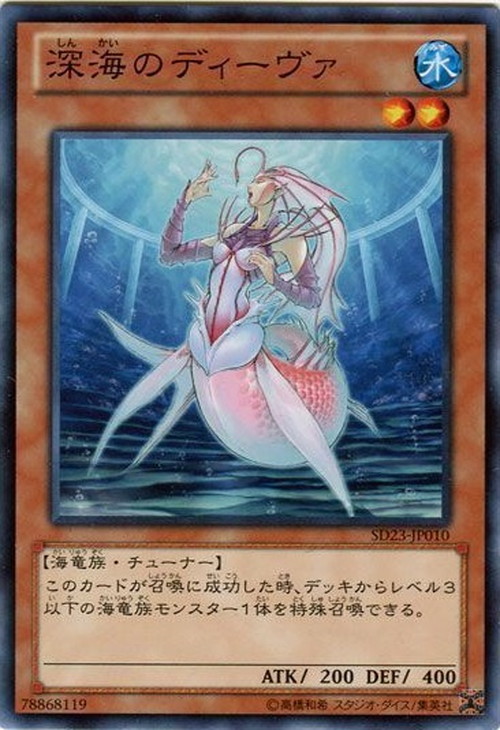 深海のディーヴァ
水
SD23-JP010
【海竜族・チューナー】
このカードが召喚に成功した時、デッキからレベル3
以下の海竜族モンスター1体を特殊召喚できる。
ATK/ 200 DEF/ 400
78868119
©高橋和希 スタジオ・ダイス/集英社